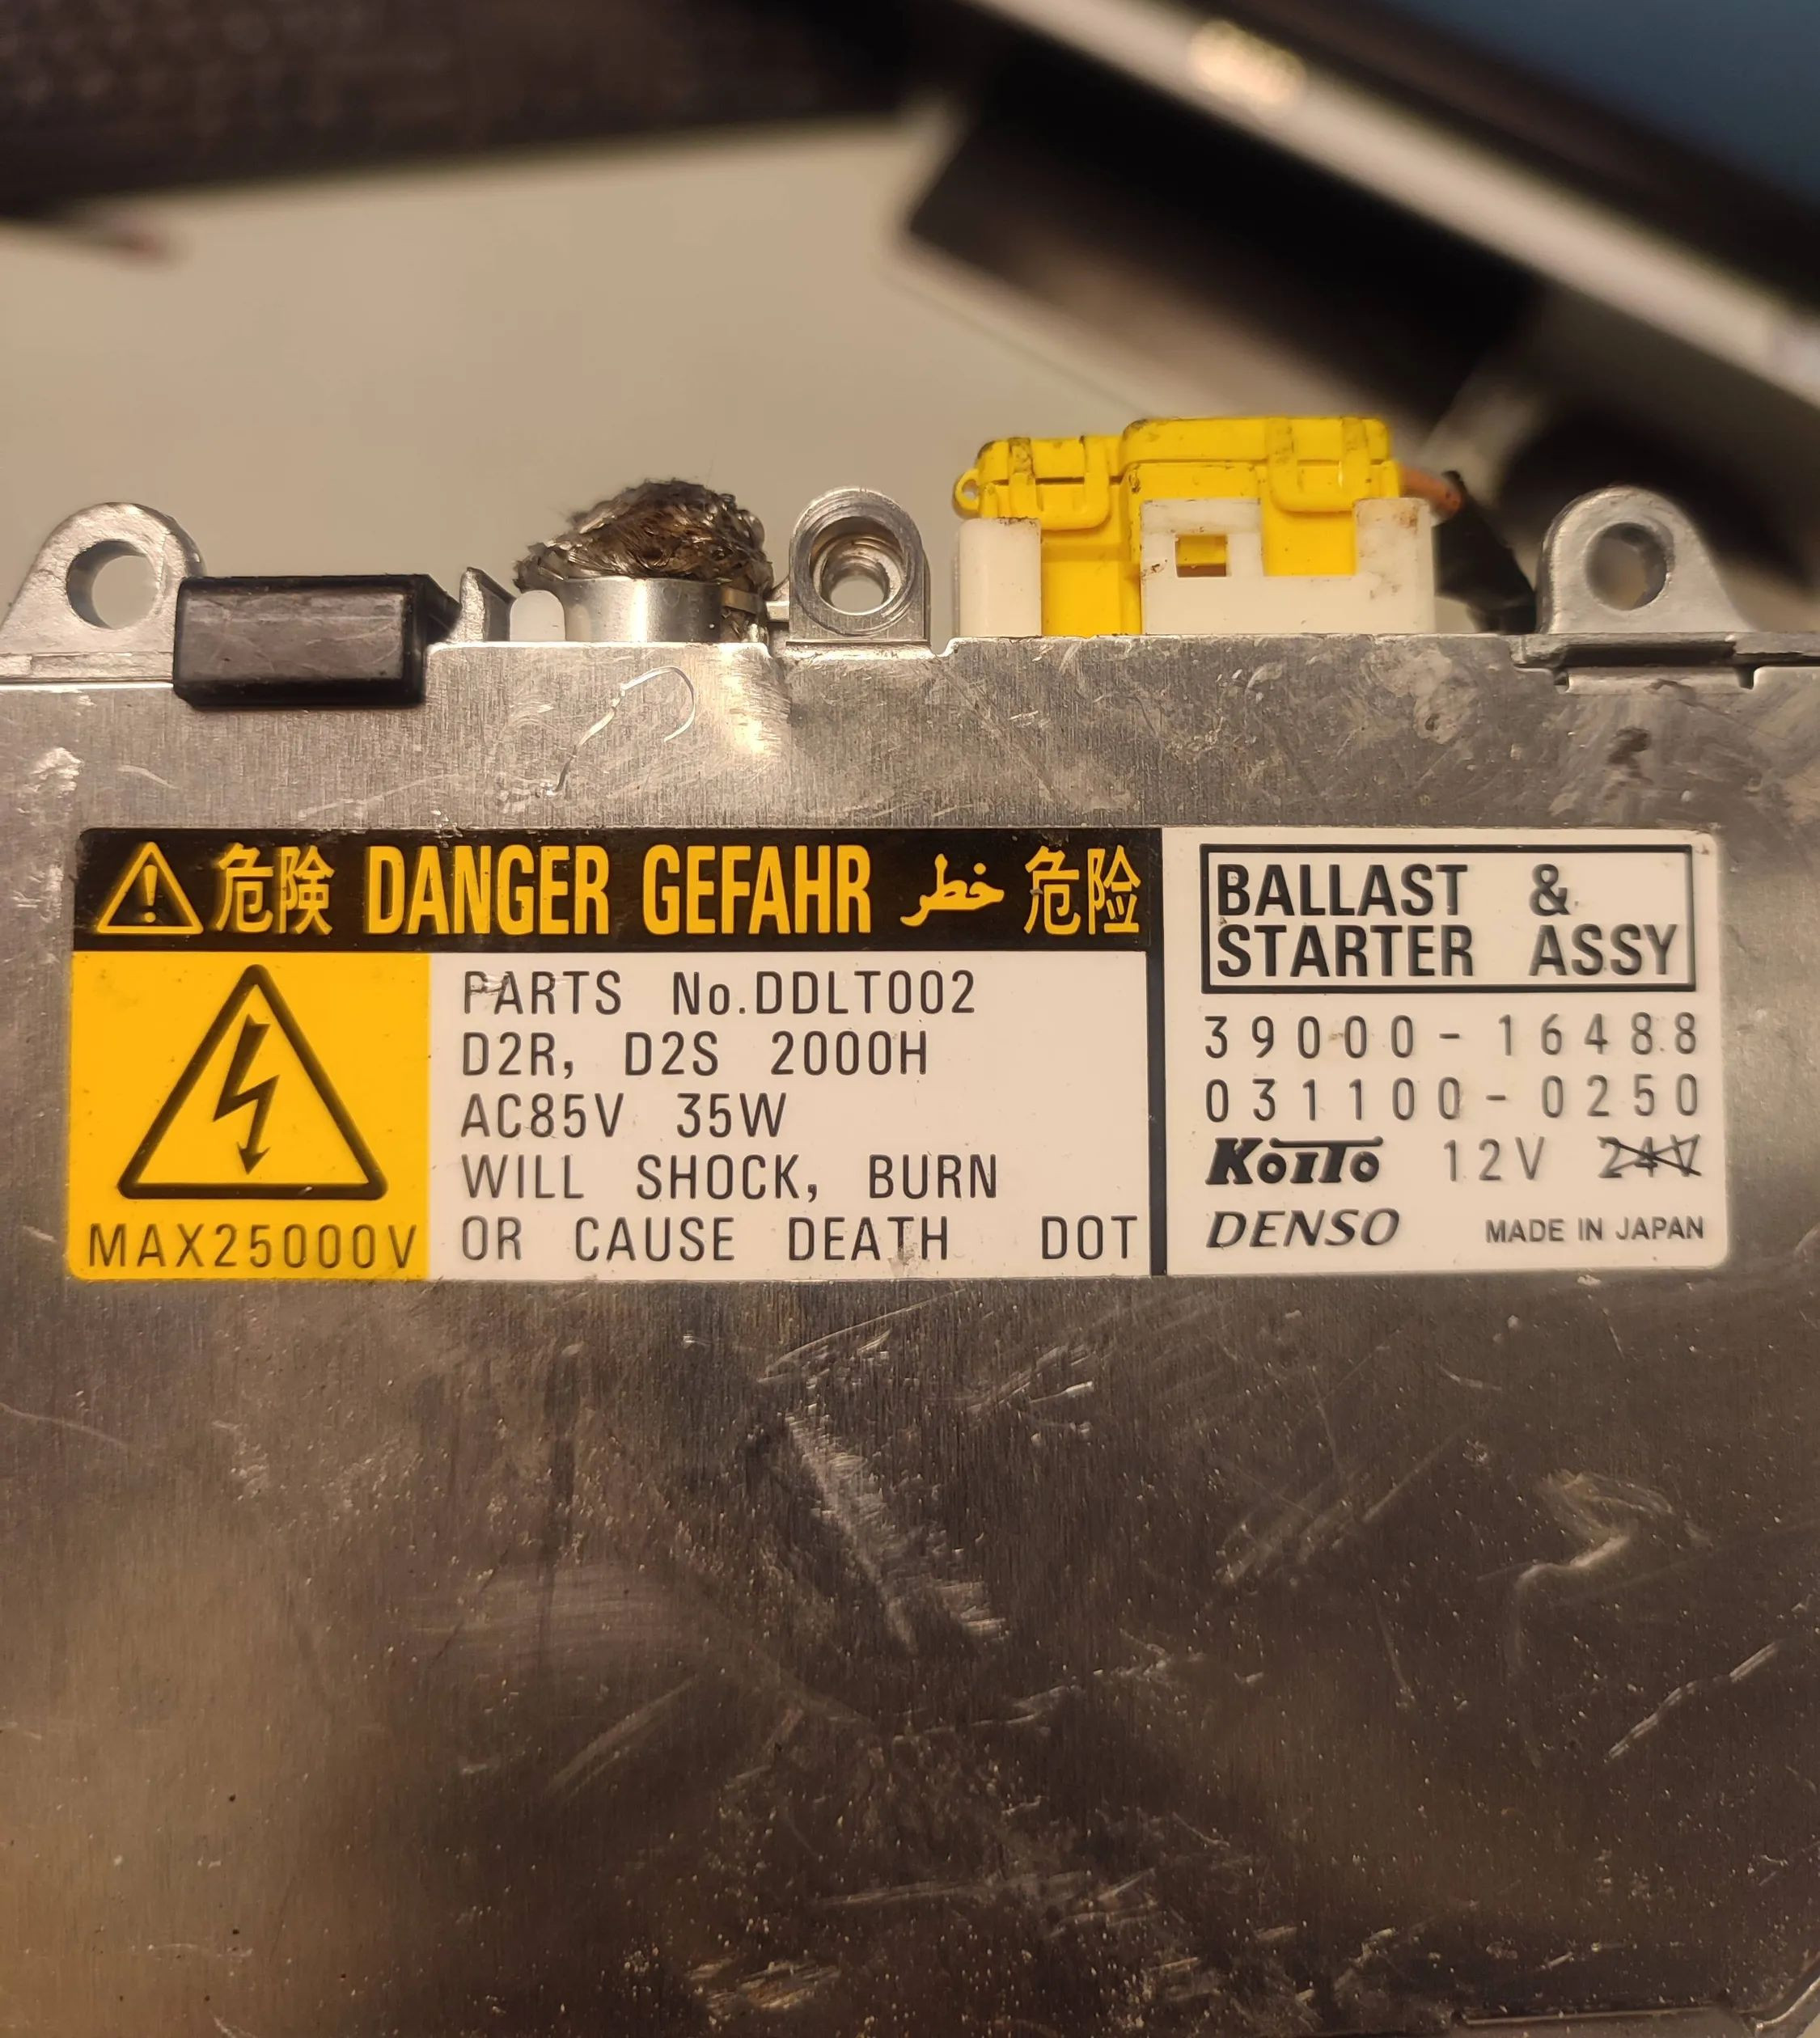 危険 DANGER GEFAHR خطر 危险
PARTS No.DDLT002
D2R, D2S 2000H
AC85V 35W
WILL SHOCK, BURN
OR CAUSE DEATH DOT
MAX25000V
BALLAST &
STARTER ASSY
39000-16488
031100-0250
KOITO 12V 24V
DENSO MADE IN JAPAN